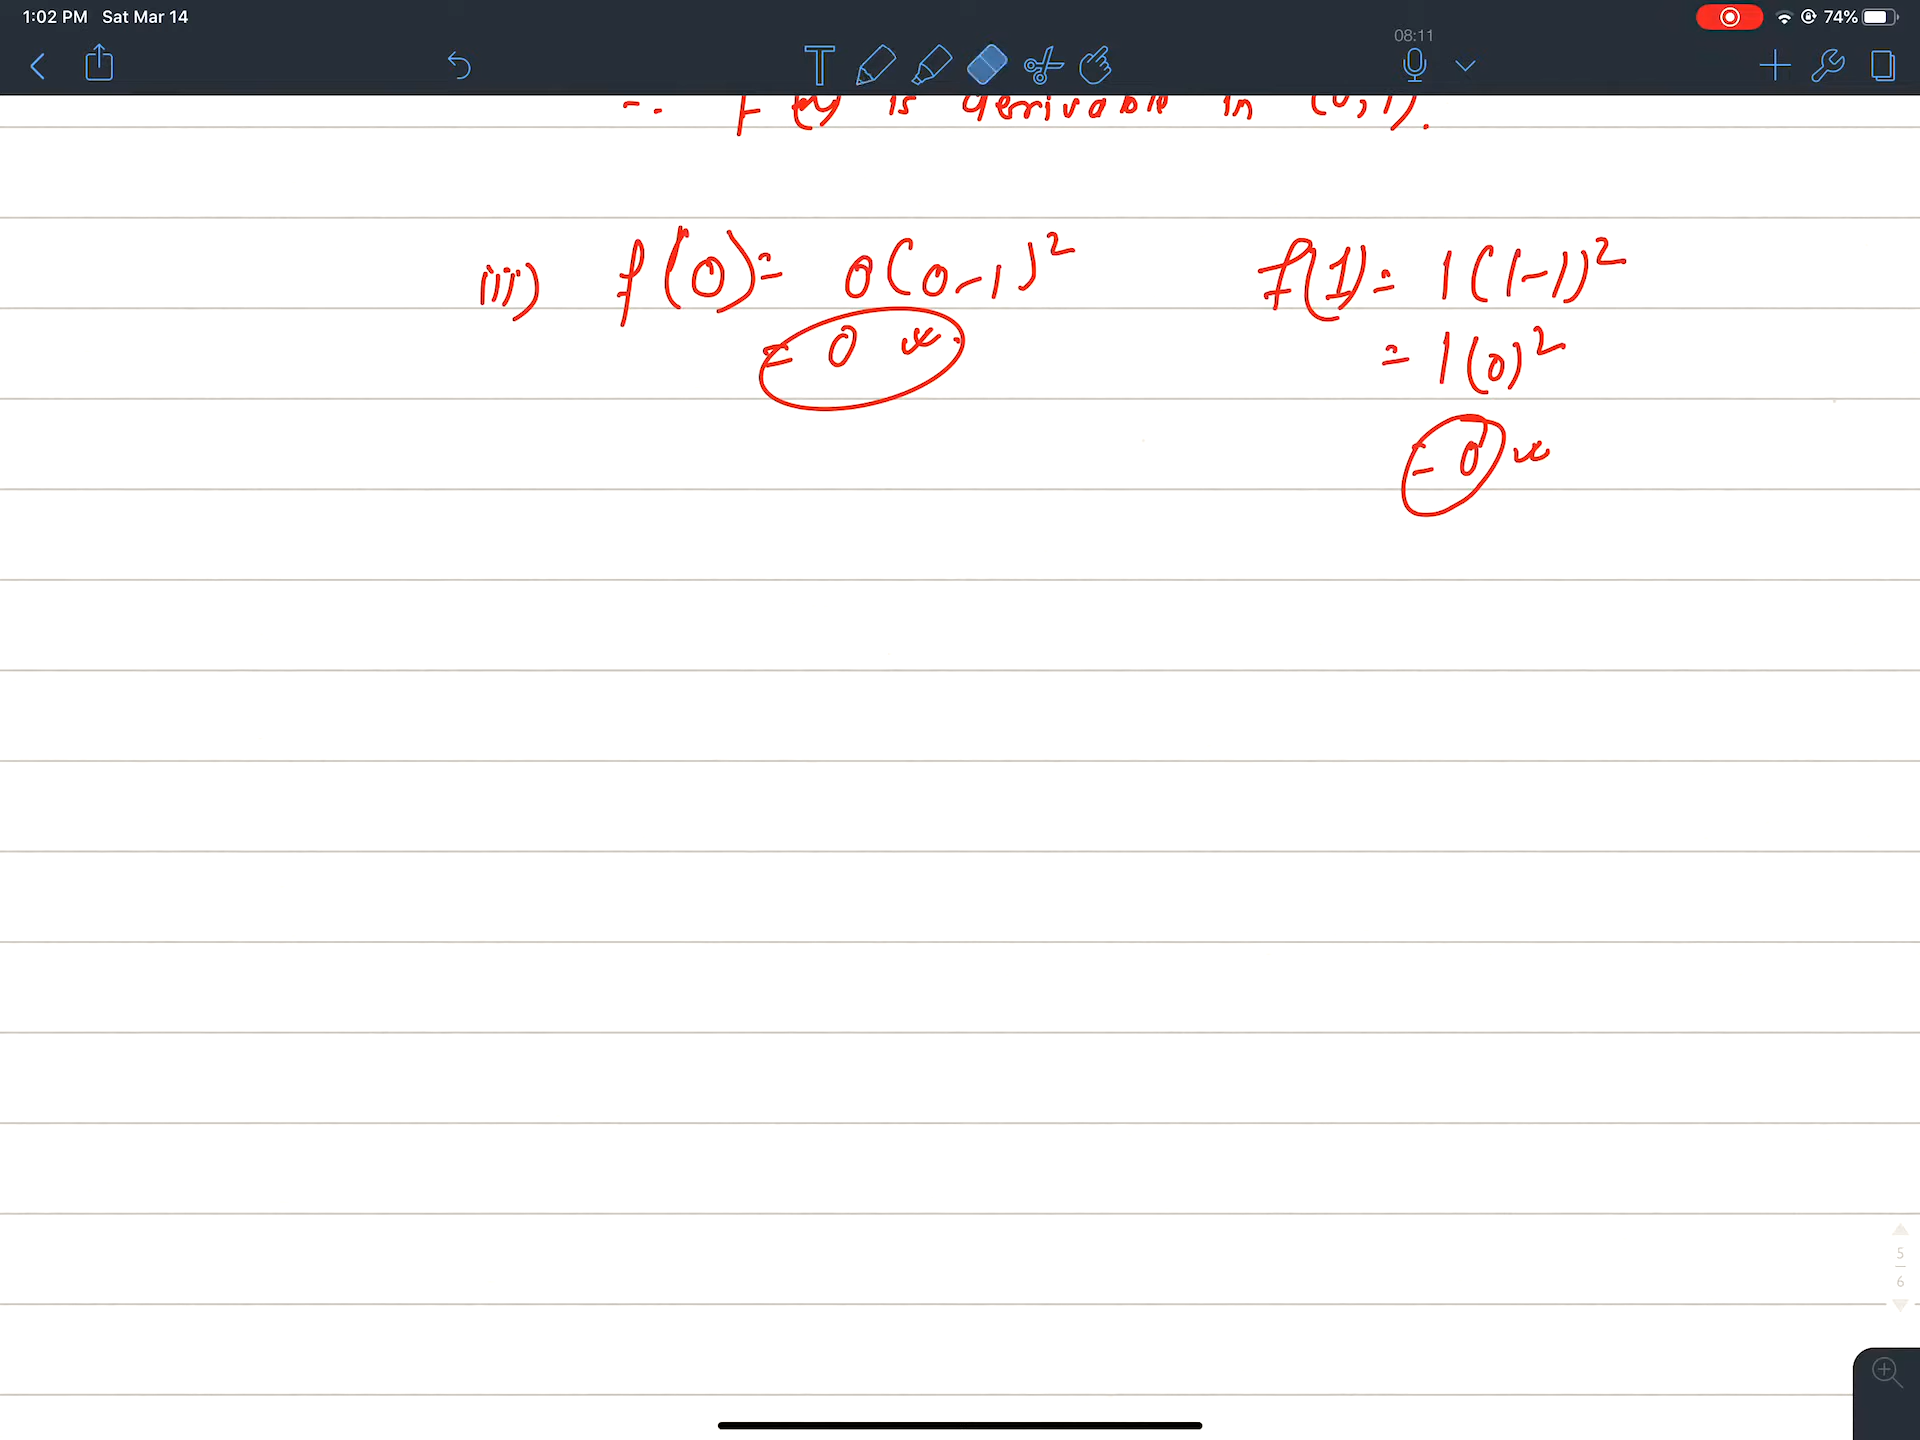 1:02 PM Sat Mar 14
74%
08:11
∴ f(x) is derivable in (0,1).
iii) f(0) = 0(0-1)² f(1) = 1(1-1)²
= 0 = 1(0)²
= 0
5
6